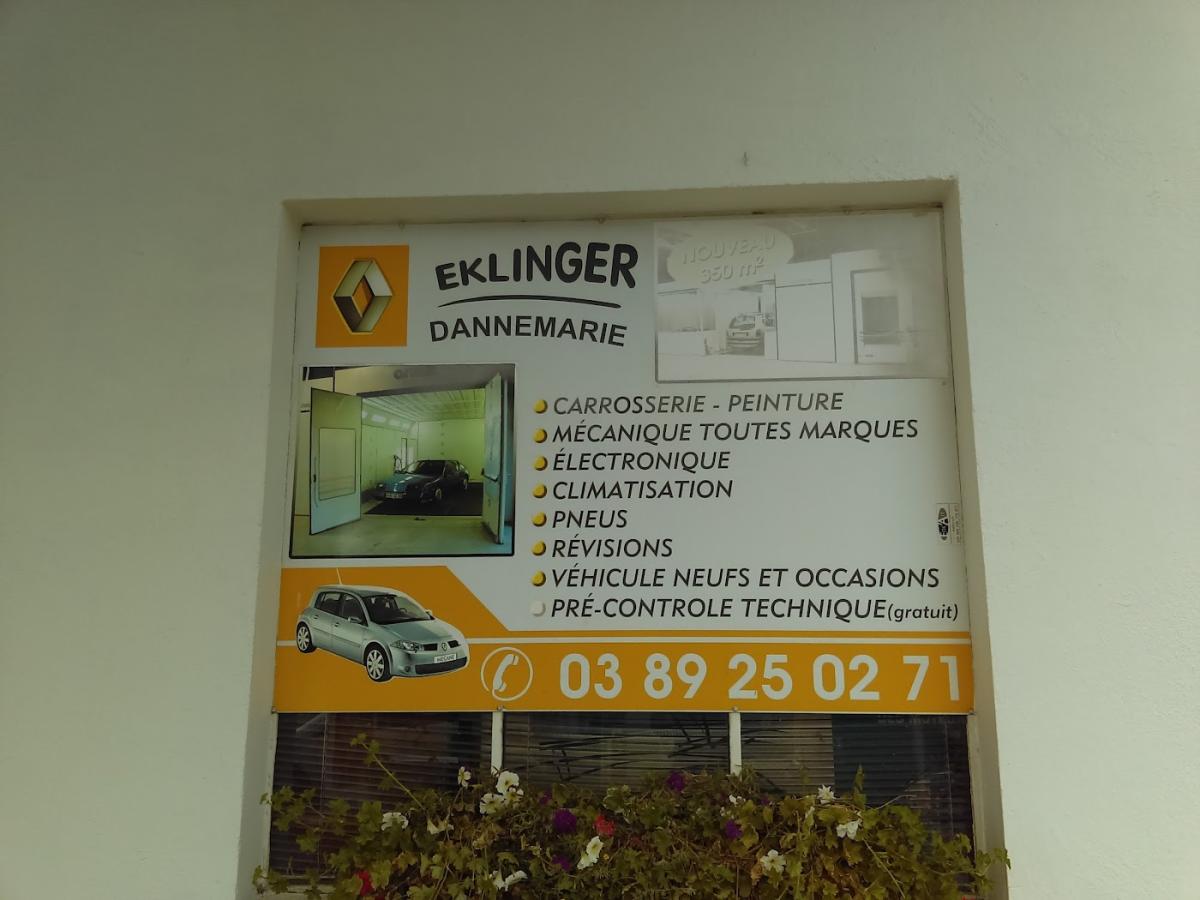 EKLINGER
DANNEMARIE
NOUVEAU
350 m²
CARROSSERIE - PEINTURE
MÉCANIQUE TOUTES MARQUES
ÉLECTRONIQUE
CLIMATISATION
PNEUS
RÉVISIONS
VÉHICULE NEUFS ET OCCASIONS
PRÉ-CONTROLE TECHNIQUE(gratuit)
03 89 25 02 71